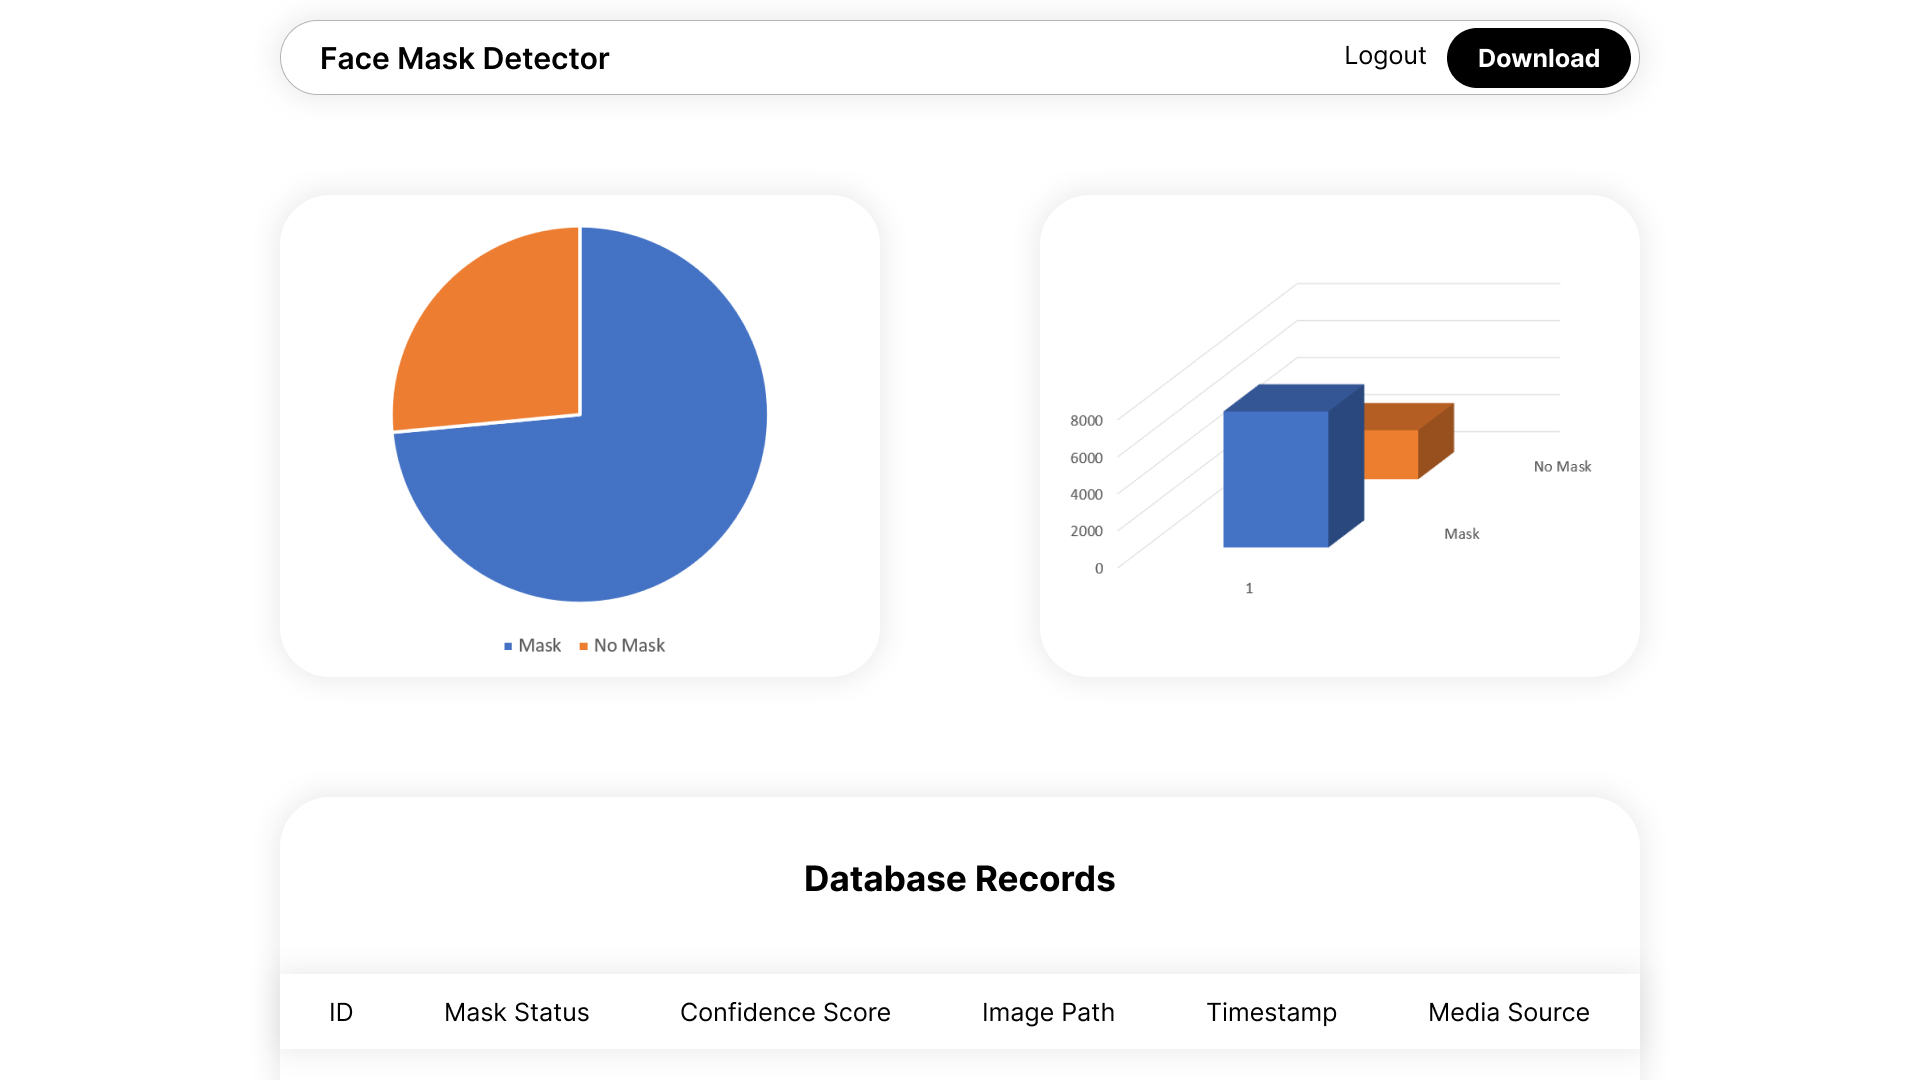 Face Mask Detector
Logout
Download
Mask
No Mask
8000
6000
4000
2000
0
No Mask
Mask
1
Database Records
ID
Mask Status
Confidence Score
Image Path
Timestamp
Media Source